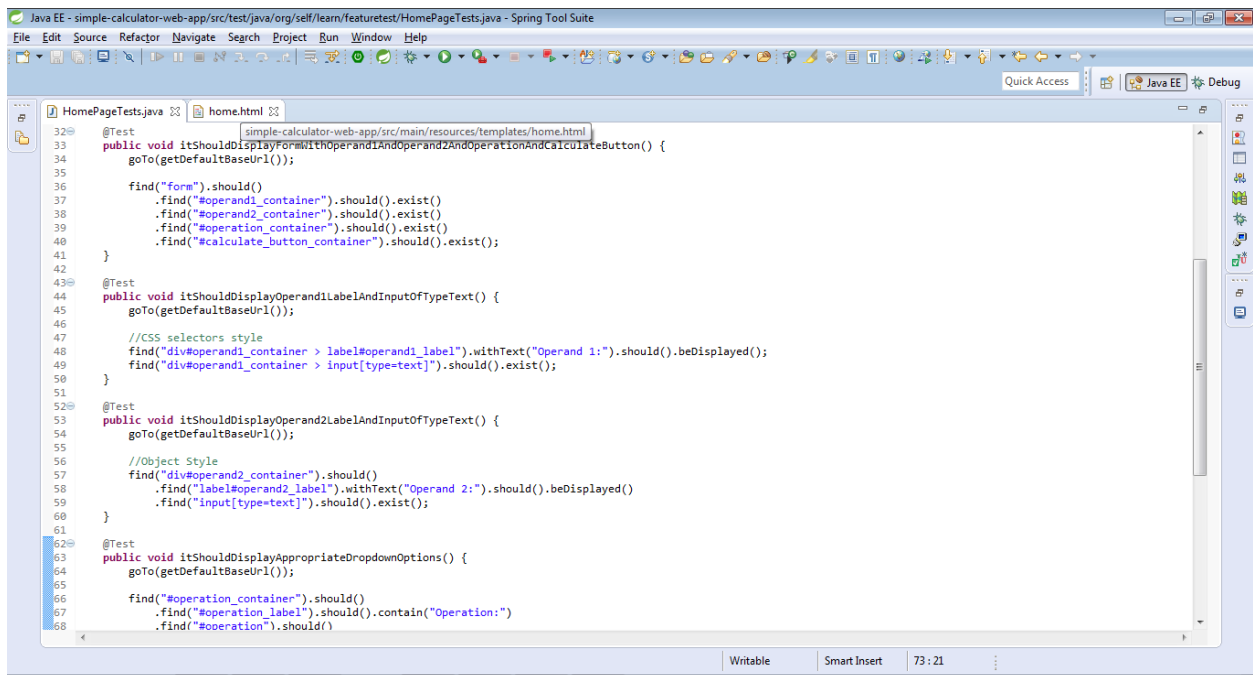 Java EE - simple-calculator-web-app/src/test/java/org/self/learn/featuretest/HomePageTests.java - Spring Tool Suite
File Edit Source Refactor Navigate Search Project Run Window Help
Quick Access Java EE Debug
HomePageTests.java home.html
simple-calculator-web-app/src/main/resources/templates/home.html
32 @Test
33 public void itShouldDisplayFormWithOperand1AndOperand2AndOperationAndCalculateButton() {
34 goTo(getDefaultBaseUrl());
35
36 find("form").should()
37 .find("#operand1_container").should().exist()
38 .find("#operand2_container").should().exist()
39 .find("#operation_container").should().exist()
40 .find("#calculate_button_container").should().exist();
41 }
42
43 @Test
44 public void itShouldDisplayOperand1LabelAndInputOfTypeText() {
45 goTo(getDefaultBaseUrl());
46
47 //CSS selectors style
48 find("div#operand1_container > label#operand1_label").withText("Operand 1:").should().beDisplayed();
49 find("div#operand1_container > input[type=text]").should().exist();
50 }
51
52 @Test
53 public void itShouldDisplayOperand2LabelAndInputOfTypeText() {
54 goTo(getDefaultBaseUrl());
55
56 //Object Style
57 find("div#operand2_container").should()
58 .find("label#operand2_label").withText("Operand 2:").should().beDisplayed()
59 .find("input[type=text]").should().exist();
60 }
61
62 @Test
63 public void itShouldDisplayAppropriateDropdownOptions() {
64 goTo(getDefaultBaseUrl());
65
66 find("#operation_container").should()
67 .find("#operation_label").should().contain("Operation:")
68 .find("#operation").should()
Writable Smart Insert 73 : 21